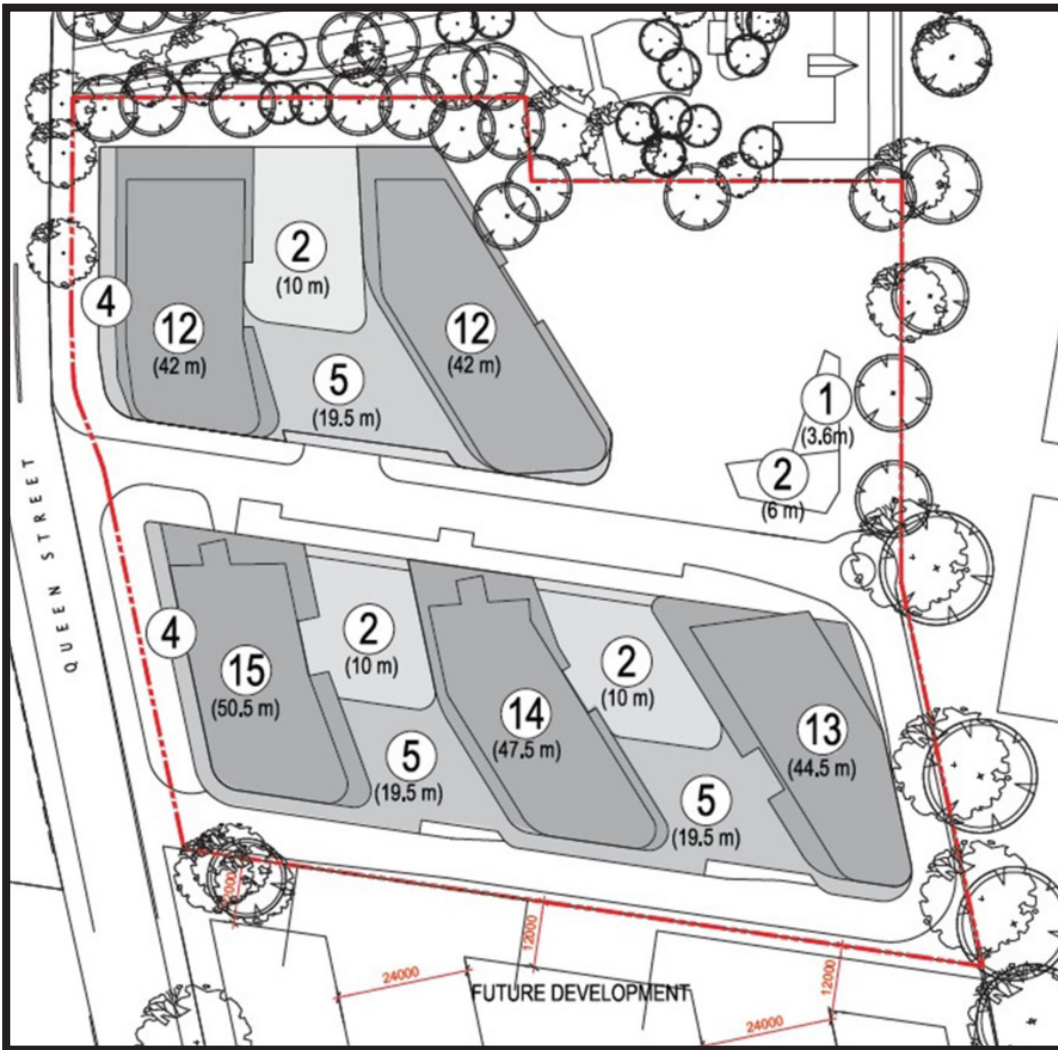 2
(10 m)
4
12
(42 m)
12
(42 m)
5
(19.5 m)
1
(3.6m)
2
(6 m)
QUEEN STREET
4
2
(10 m)
15
(50.5 m)
2
(10 m)
14
(47.5 m)
13
(44.5 m)
5
(19.5 m)
5
(19.5 m)
12000
12000
12000
24000
FUTURE DEVELOPMENT
24000